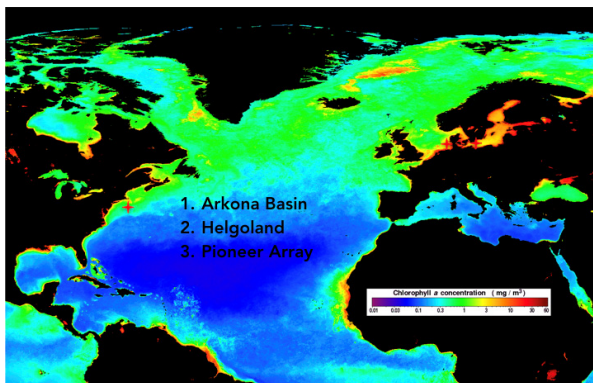 1. Arkona Basin
2. Helgoland
3. Pioneer Array
Chlorophyll a concentration ( mg / m³ )
0.01 0.03 0.1 0.3 1 3 10 30 60